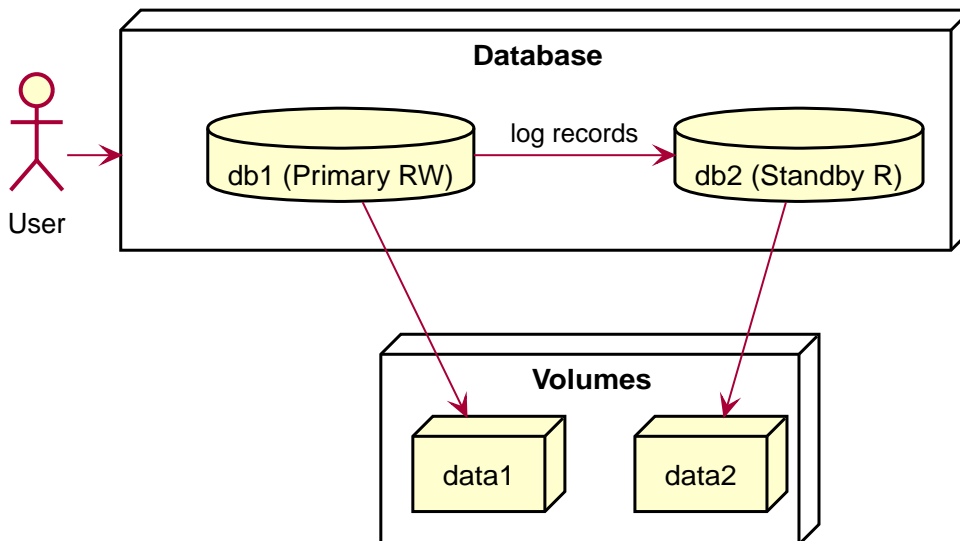 Database
log records
db1 (Primary RW)
db2 (Standby R)
User
Volumes
data1
data2